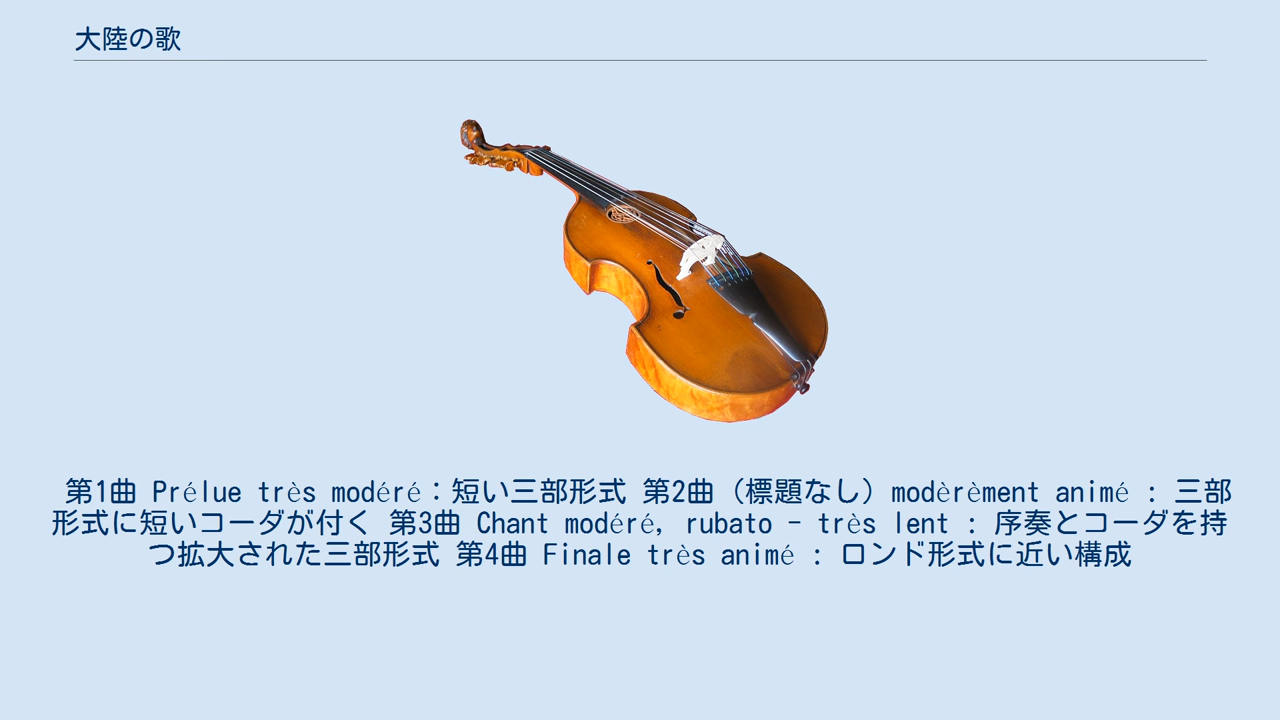 大陸の歌
第1曲 Prélue très modéré：短い三部形式 第2曲（標題なし）modèrèment animé : 三部
形式に短いコーダが付く 第3曲 Chant modéré, rubato - très lent : 序奏とコーダを持
つ拡大された三部形式 第4曲 Finale très animé : ロンド形式に近い構成